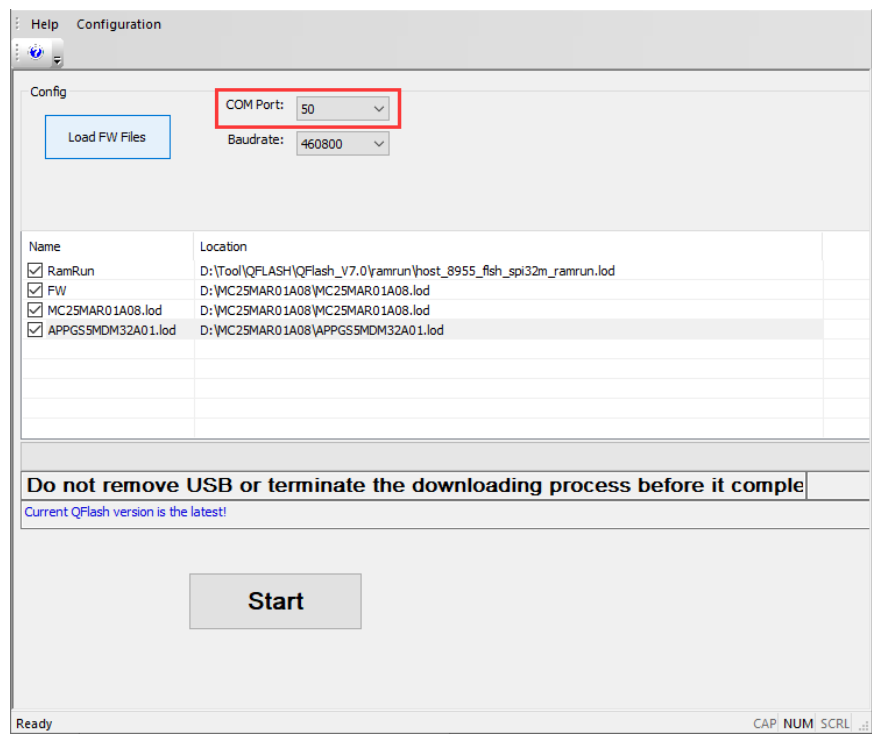 Help Configuration
Config
COM Port: 50
Load FW Files
Baudrate: 460800
Name Location
RamRun D:\Tool\QFLASH\QFlash_V7.0\ramrun\host_8955_flsh_spi32m_ramrun.lod
FW D:\MC25MAR01A08\MC25MAR01A08.lod
MC25MAR01A08.lod D:\MC25MAR01A08\MC25MAR01A08.lod
APPGS5MDM32A01.lod D:\MC25MAR01A08\APPGS5MDM32A01.lod
Do not remove USB or terminate the downloading process before it comple
Current QFlash version is the latest!
Start
Ready CAP NUM SCRL